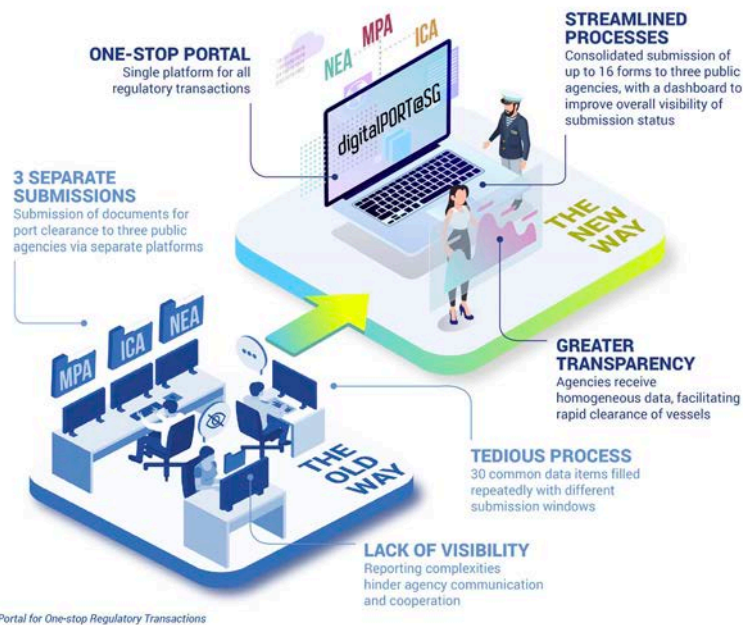 STREAMLINED
PROCESSES
Consolidated submission of
up to 16 forms to three public
agencies, with a dashboard to
improve overall visibility of
submission status
NEA
MPA
ICA
ONE-STOP PORTAL
Single platform for all
regulatory transactions
digitalPORT@SG
3 SEPARATE
SUBMISSIONS
Submission of documents for
port clearance to three public
agencies via separate platforms
THE
NEW
WAY
MPA
ICA
NEA
GREATER
TRANSPARENCY
Agencies receive
homogeneous data, facilitating
rapid clearance of vessels
THE
OLD
WAY
TEDIOUS PROCESS
30 common data items filled
repeatedly with different
submission windows
LACK OF VISIBILITY
Reporting complexities
hinder agency communication
and cooperation
Portal for One-stop Regulatory Transactions